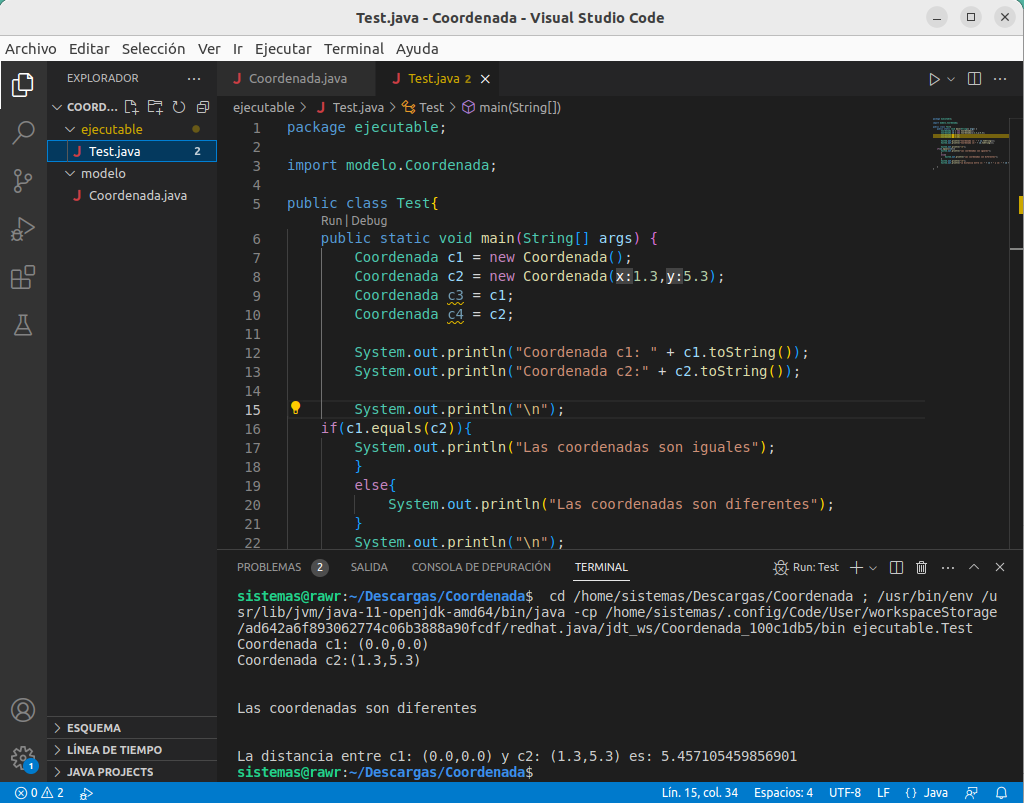 Test.java - Coordenada - Visual Studio Code
Archivo Editar Selección Ver Ir Ejecutar Terminal Ayuda
EXPLORADOR
COORD...
ejecutable
Test.java 2
modelo
Coordenada.java
ESQUEMA
LÍNEA DE TIEMPO
JAVA PROJECTS
1
Coordenada.java
Test.java 2
ejecutable > Test.java > Test > main(String[])
1 package ejecutable;
2
3 import modelo.Coordenada;
4
5 public class Test{
Run | Debug
6 public static void main(String[] args) {
7 Coordenada c1 = new Coordenada();
8 Coordenada c2 = new Coordenada(x:1.3,y:5.3);
9 Coordenada c3 = c1;
10 Coordenada c4 = c2;
11
12 System.out.println("Coordenada c1: " + c1.toString());
13 System.out.println("Coordenada c2:" + c2.toString());
14
15 System.out.println("\n");
16 if(c1.equals(c2)){
17 System.out.println("Las coordenadas son iguales");
18 }
19 else{
20 System.out.println("Las coordenadas son diferentes");
21 }
22 System.out.println("\n");
PROBLEMAS 2 SALIDA CONSOLA DE DEPURACIÓN TERMINAL Run: Test
sistemas@rawr:~/Descargas/Coordenada$ cd /home/sistemas/Descargas/Coordenada ; /usr/bin/env /u
sr/lib/jvm/java-11-openjdk-amd64/bin/java -cp /home/sistemas/.config/Code/User/workspaceStorage
/ad642a6f893062774c06b3888a90fcdf/redhat.java/jdt_ws/Coordenada_100c1db5/bin ejecutable.Test
Coordenada c1: (0.0,0.0)
Coordenada c2:(1.3,5.3)
Las coordenadas son diferentes
La distancia entre c1: (0.0,0.0) y c2: (1.3,5.3) es: 5.457105459856901
sistemas@rawr:~/Descargas/Coordenada$
0 2 Lín. 15, col. 34 Espacios: 4 UTF-8 LF {} Java